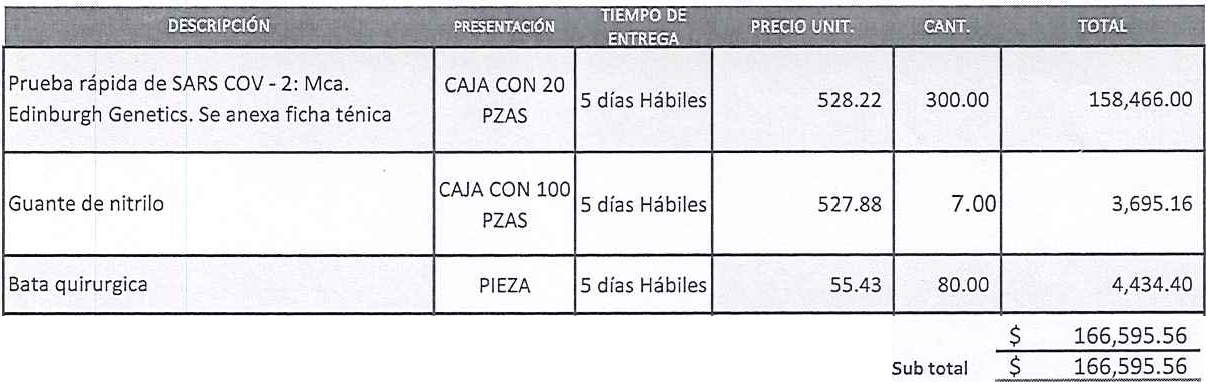 DESCRIPCIÓN PRESENTACIÓN TIEMPO DE ENTREGA PRECIO UNIT. CANT. TOTAL
Prueba rápida de SARS COV - 2: Mca.
Edinburgh Genetics. Se anexa ficha ténica
CAJA CON 20
PZAS
5 días Hábiles 528.22 300.00 158,466.00
Guante de nitrilo
CAJA CON 100
PZAS
5 días Hábiles 527.88 7.00 3,695.16
Bata quirurgica PIEZA 5 días Hábiles 55.43 80.00 4,434.40
$ 166,595.56
Sub total $ 166,595.56